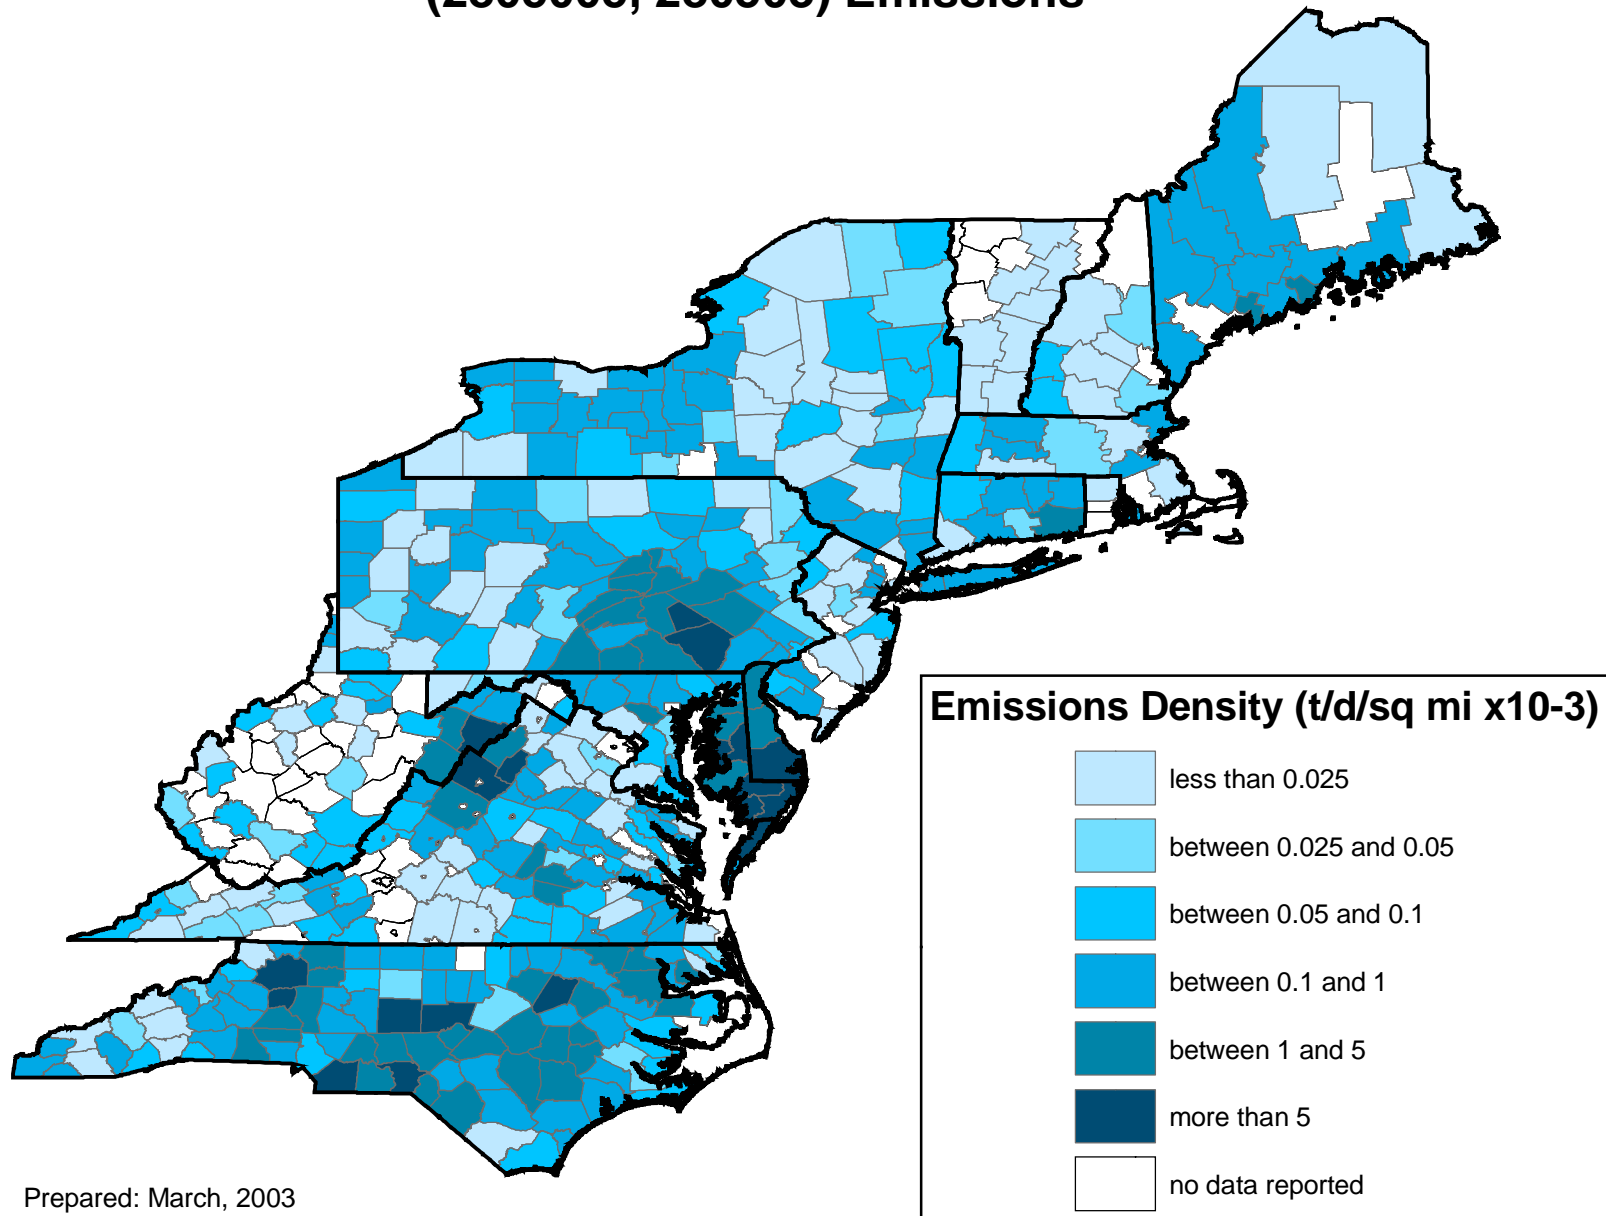 Emissions
Emissions Density (t/d/sq mi x10-3)
less than 0.025
between 0.025 and 0.05
between 0.05 and 0.1
between 0.1 and 1
between 1 and 5
more than 5
no data reported
Prepared: March, 2003